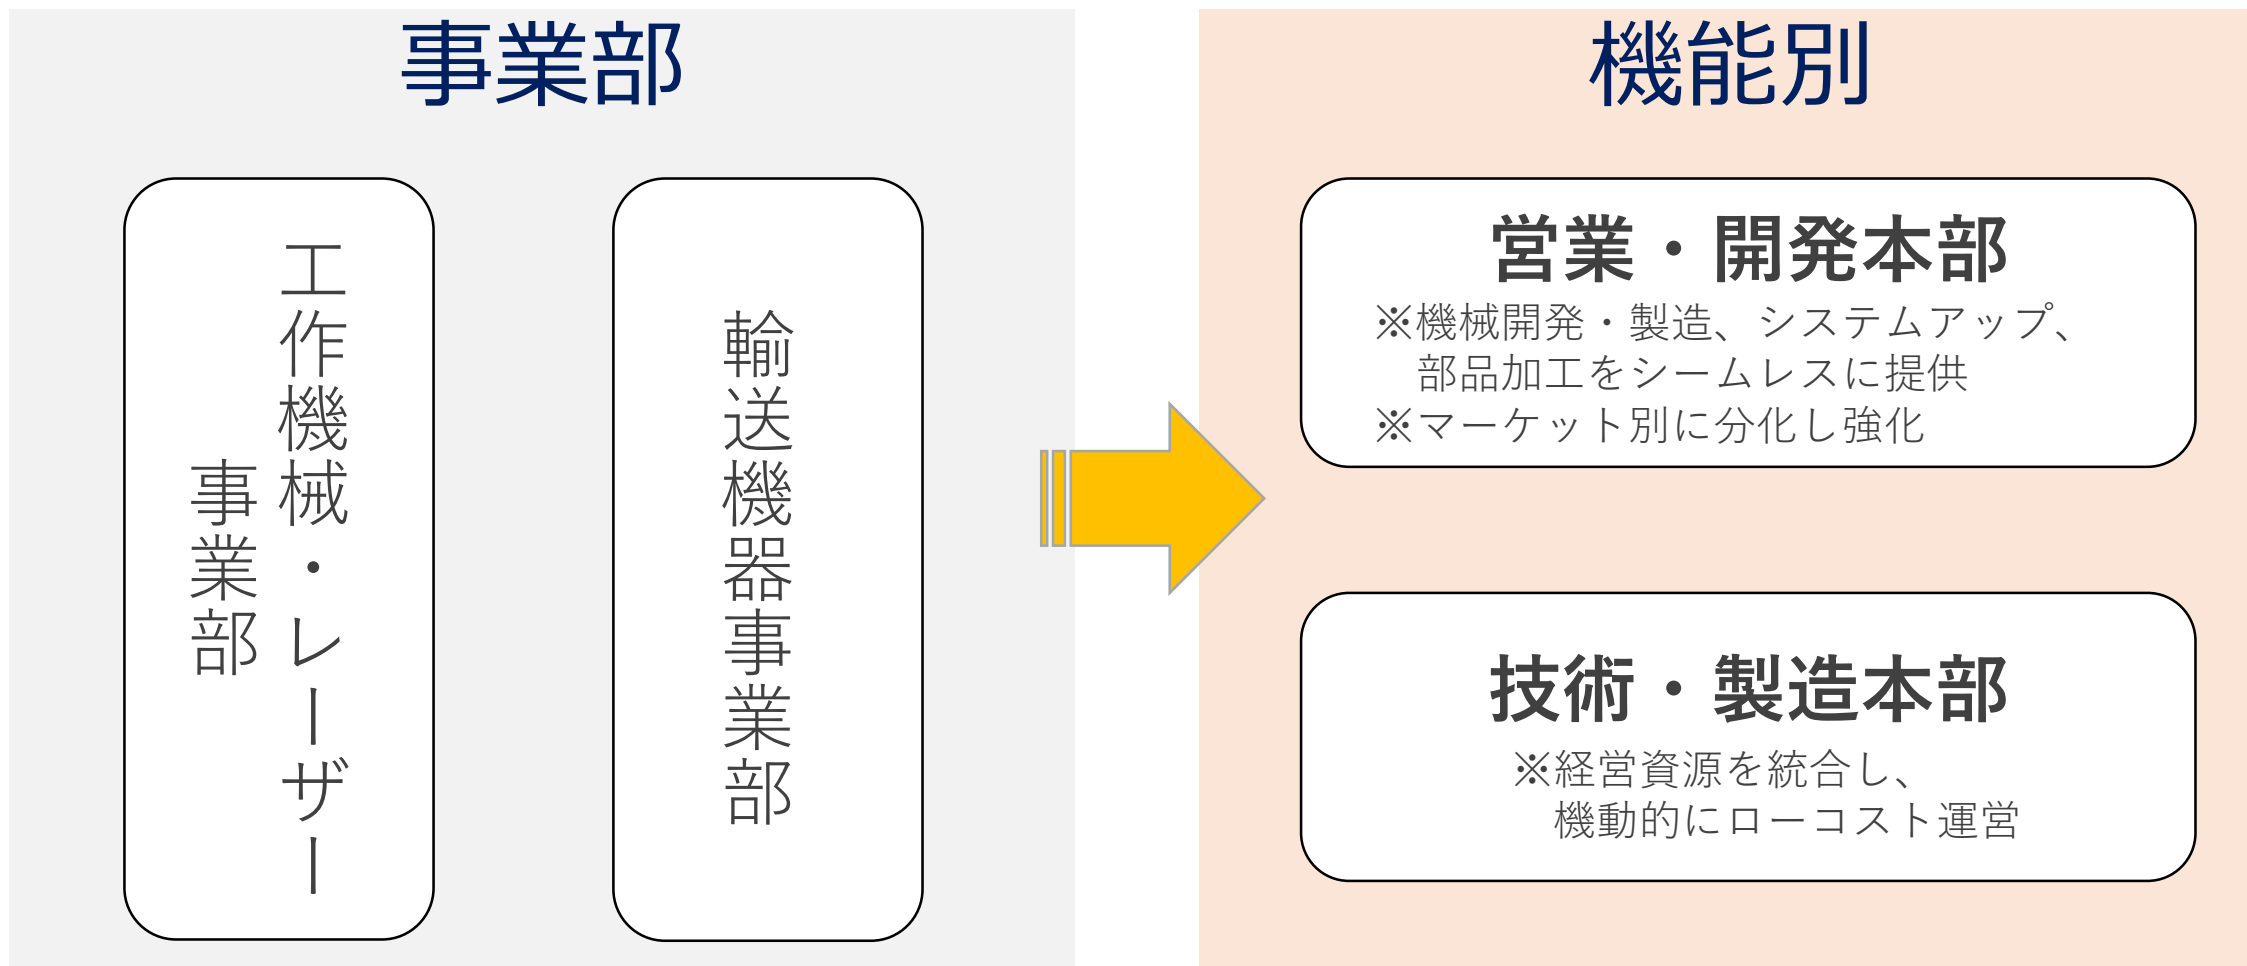 事業部
工作機械・レーザー
事業部
輸送機器事業部
機能別
営業・開発本部
※機械開発・製造、システムアップ、
部品加工をシームレスに提供
※マーケット別に分化し強化
技術・製造本部
※経営資源を統合し、
機動的にローコスト運営